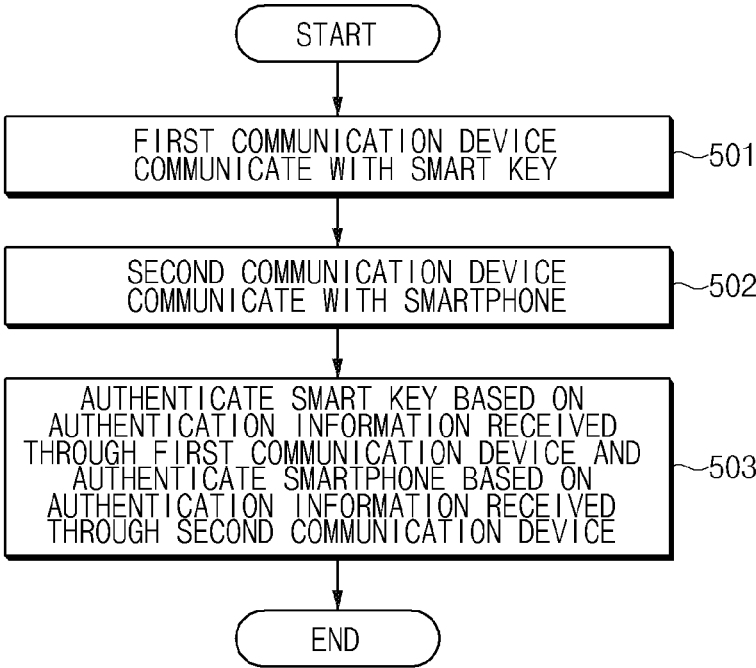 START
FIRST COMMUNICATION DEVICE
COMMUNICATE WITH SMART KEY
501
SECOND COMMUNICATION DEVICE
COMMUNICATE WITH SMARTPHONE
502
AUTHENTICATE SMART KEY BASED ON
AUTHENTICATION INFORMATION RECEIVED
THROUGH FIRST COMMUNICATION DEVICE AND
AUTHENTICATE SMARTPHONE BASED ON
AUTHENTICATION INFORMATION RECEIVED
THROUGH SECOND COMMUNICATION DEVICE
503
END